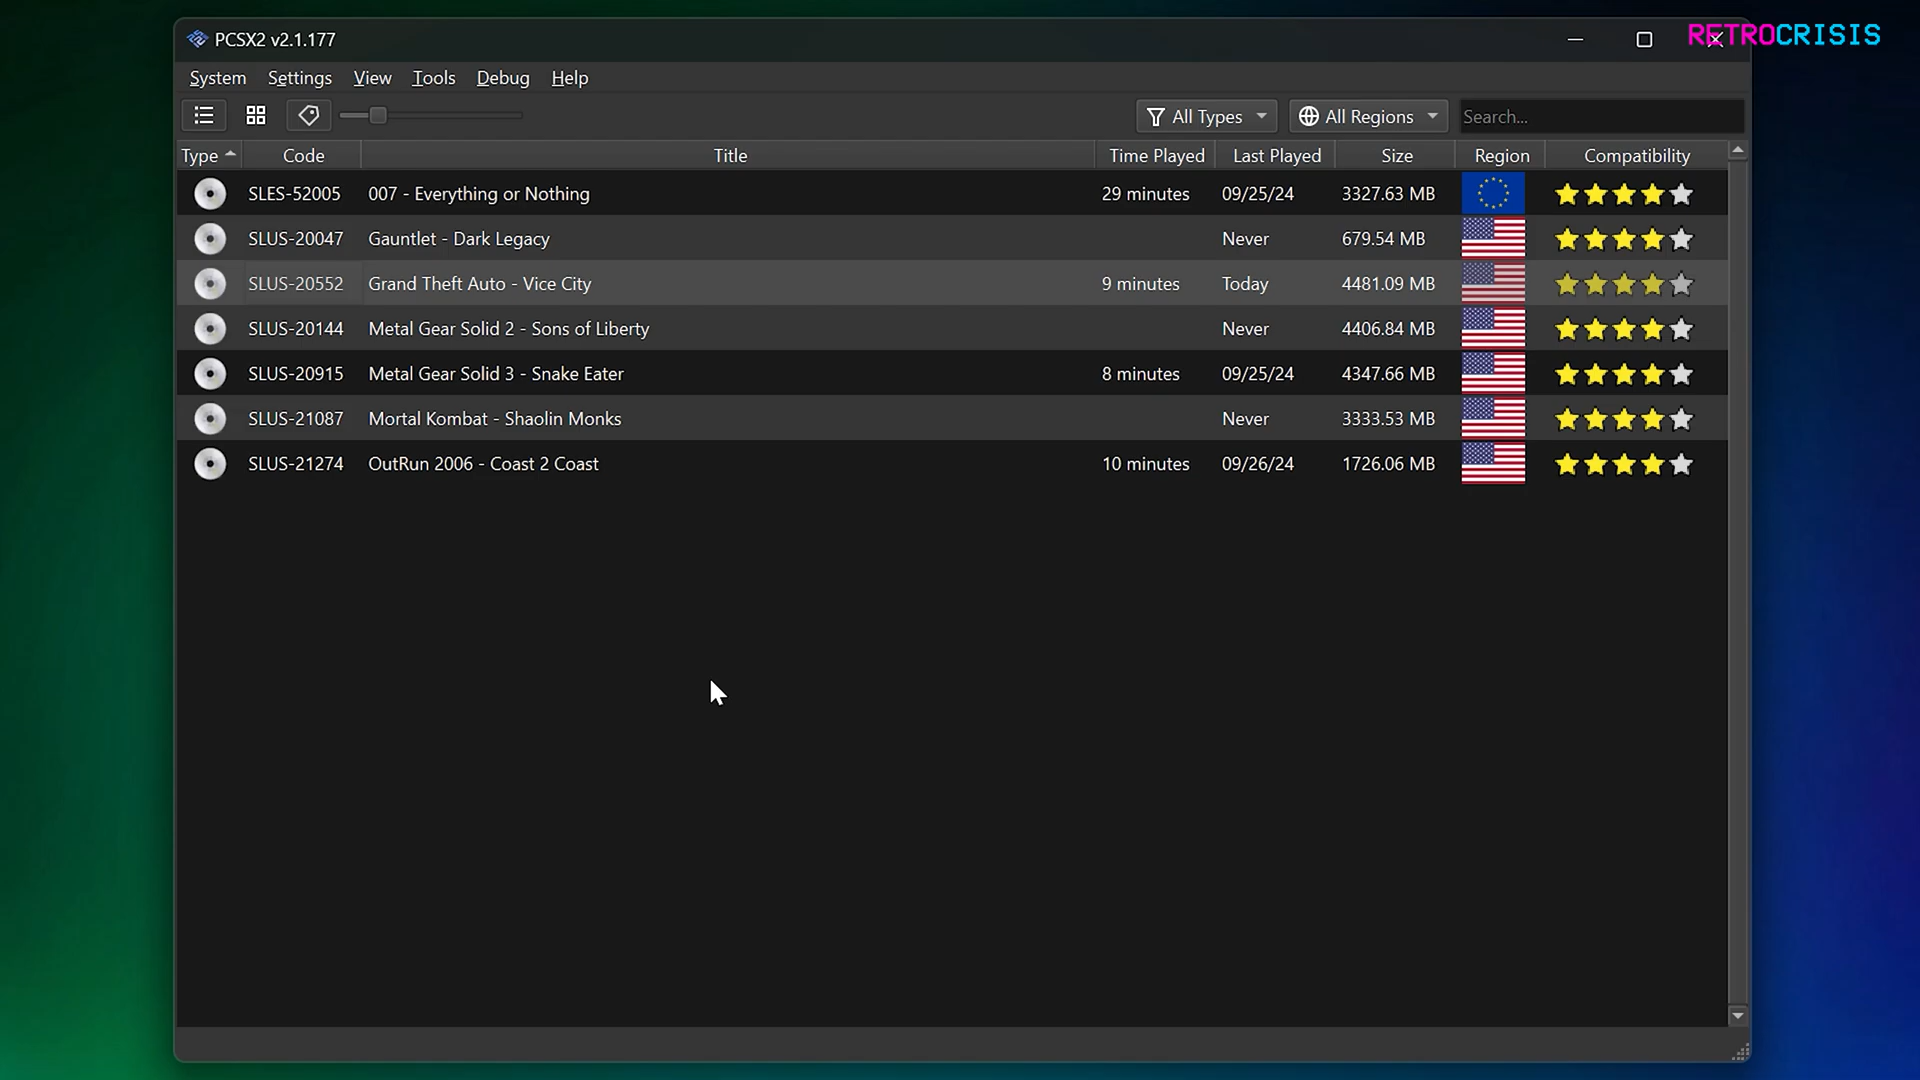 PCSX2 v2.1.177
RETROCRISIS
System Settings View Tools Debug Help
All Types All Regions Search...
Type Code Title Time Played Last Played Size Region Compatibility
SLES-52005 007 - Everything or Nothing 29 minutes 09/25/24 3327.63 MB
SLUS-20047 Gauntlet - Dark Legacy Never 679.54 MB
SLUS-20552 Grand Theft Auto - Vice City 9 minutes Today 4481.09 MB
SLUS-20144 Metal Gear Solid 2 - Sons of Liberty Never 4406.84 MB
SLUS-20915 Metal Gear Solid 3 - Snake Eater 8 minutes 09/25/24 4347.66 MB
SLUS-21087 Mortal Kombat - Shaolin Monks Never 3333.53 MB
SLUS-21274 OutRun 2006 - Coast 2 Coast 10 minutes 09/26/24 1726.06 MB